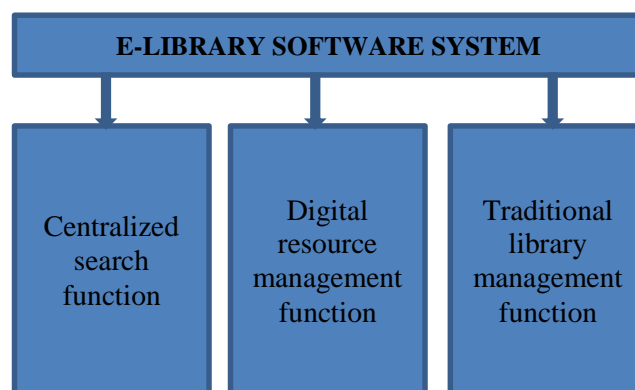 E-LIBRARY SOFTWARE SYSTEM
Centralized
search
function
Digital
resource
management
function
Traditional
library
management
function